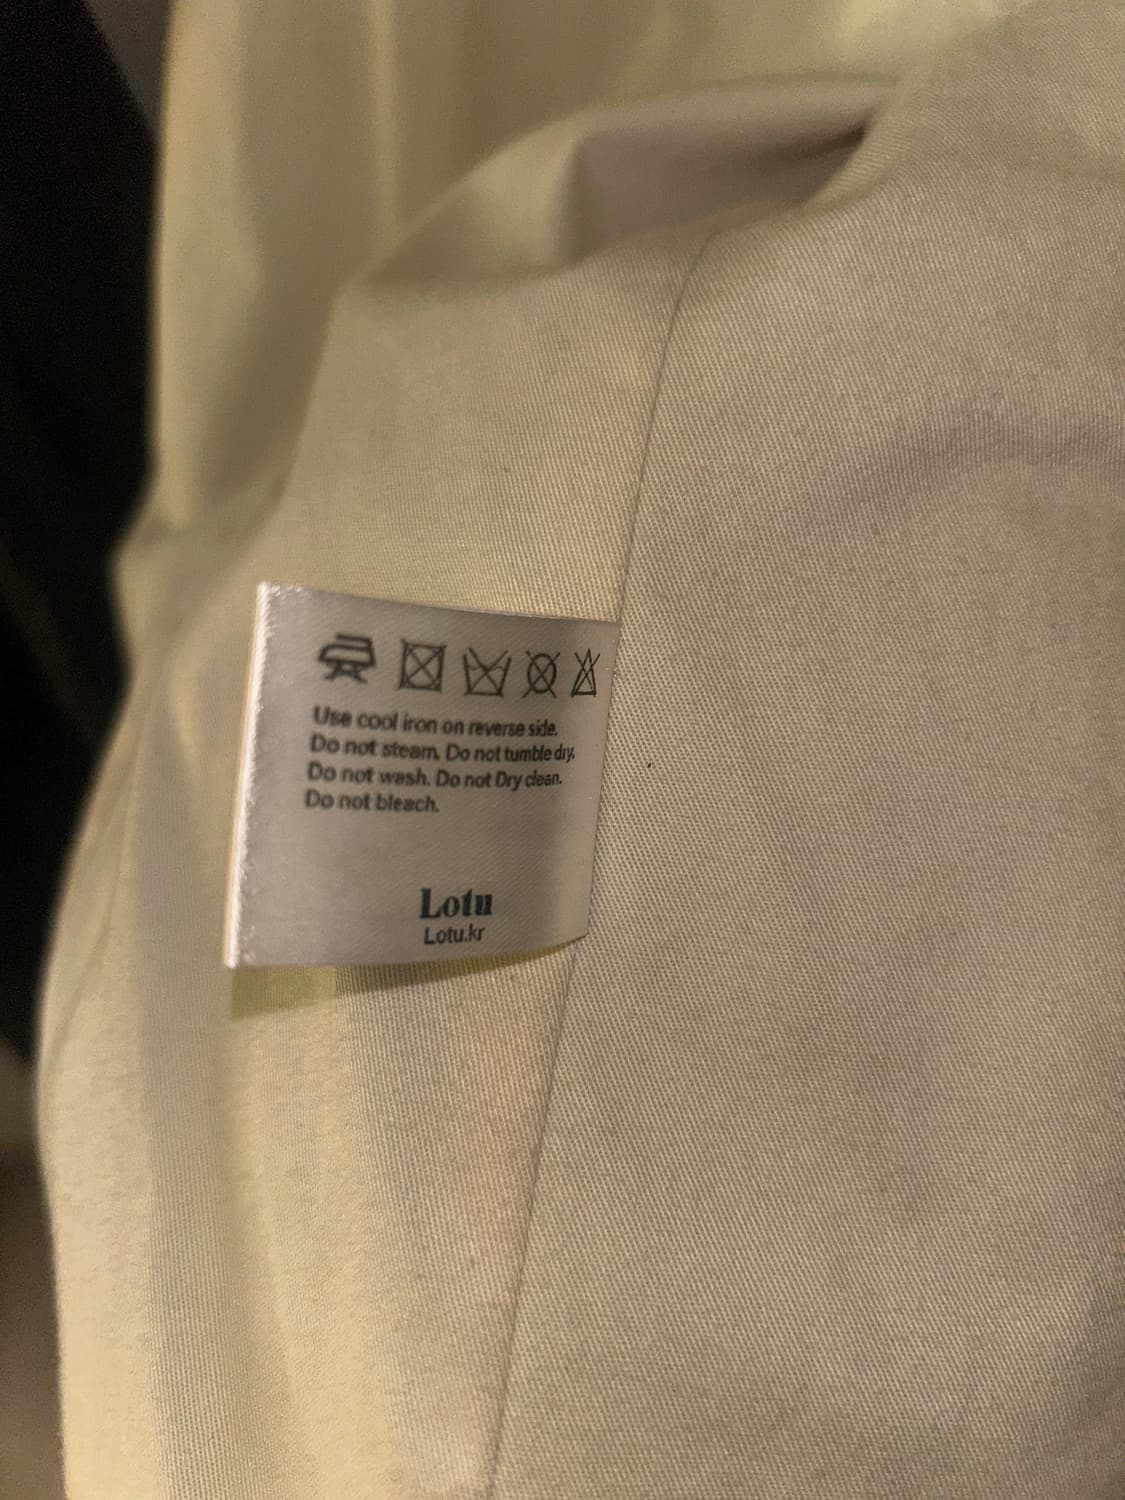 Use cool iron on reverse side.
Do not steam. Do not tumble dry.
Do not wash. Do not Dry clean.
Do not bleach.
Lotu
Lotu.kr